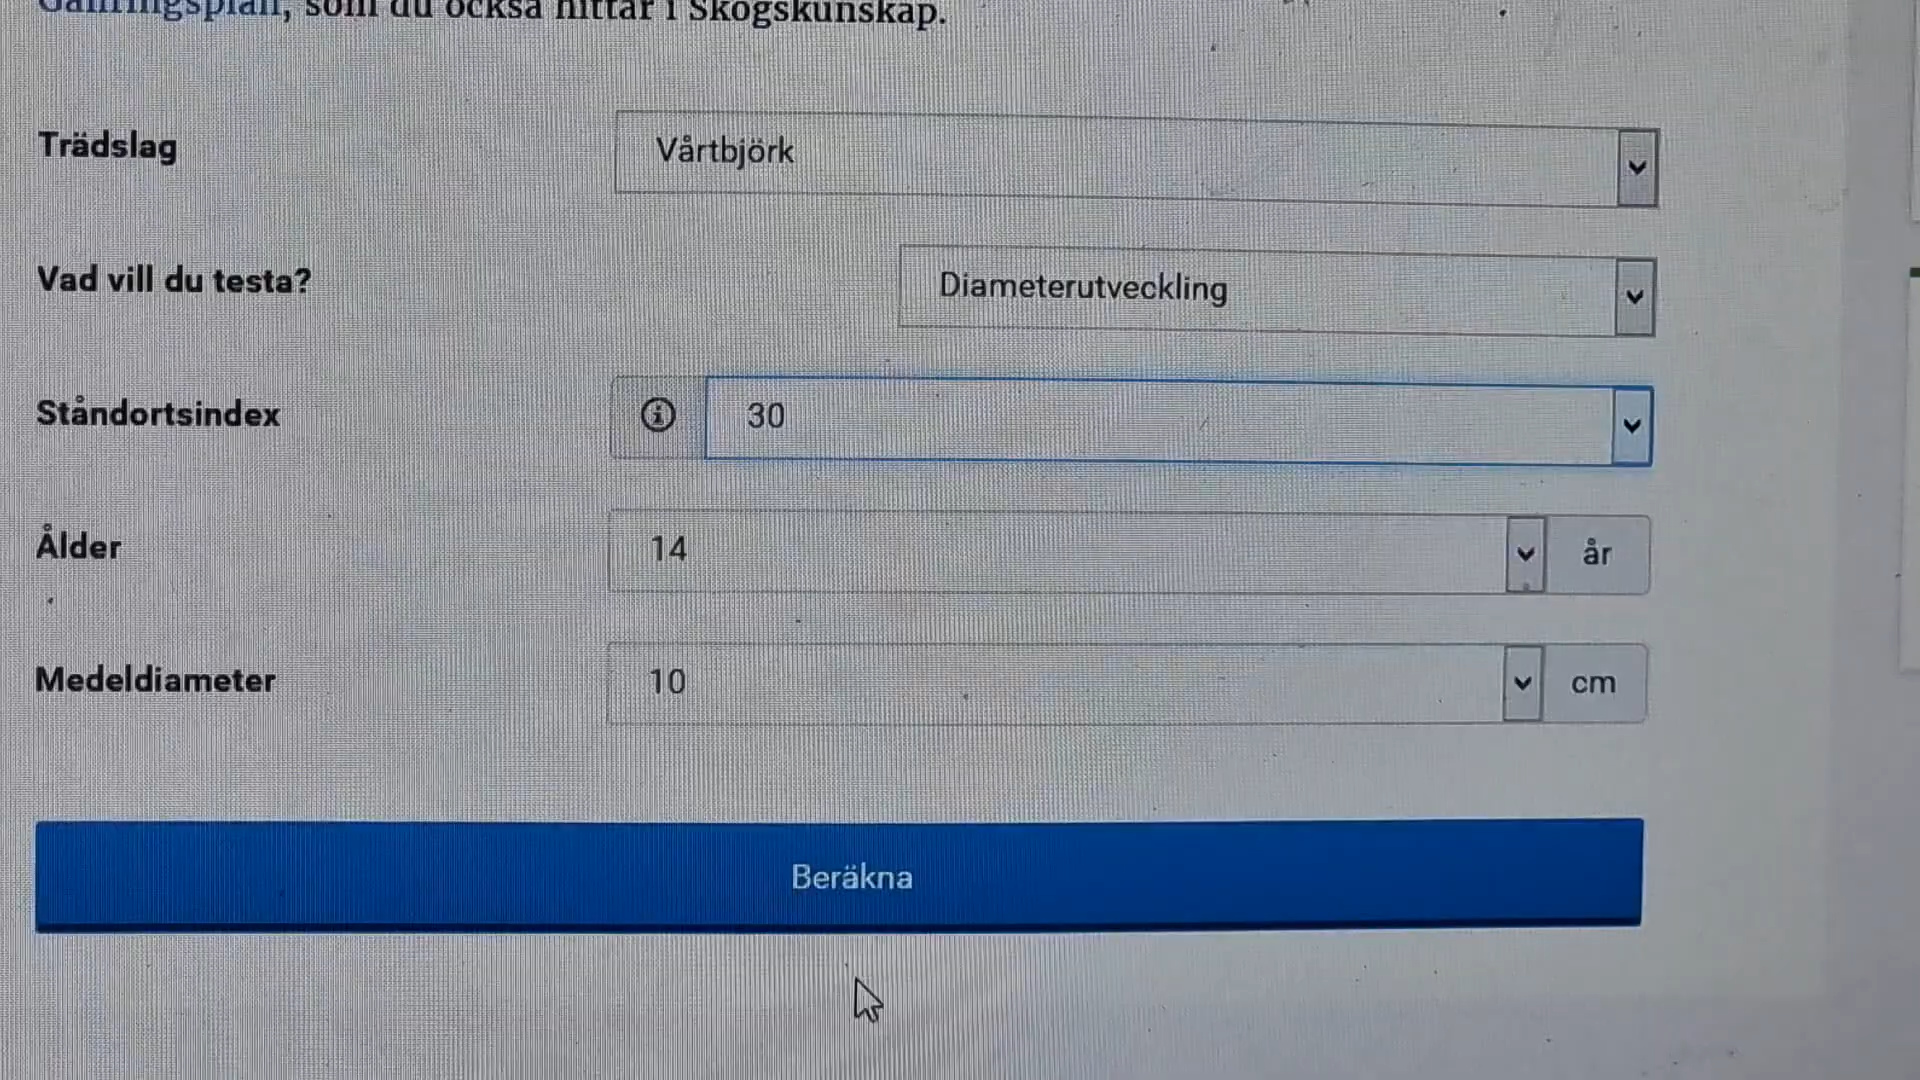 Gallringsplan, som du också hittar i Skogskunskap.
Trädslag
Vårtbjörk
Vad vill du testa?
Diameterutveckling
Ståndortsindex
30
Ålder
14
år
Medeldiameter
10
cm
Beräkna